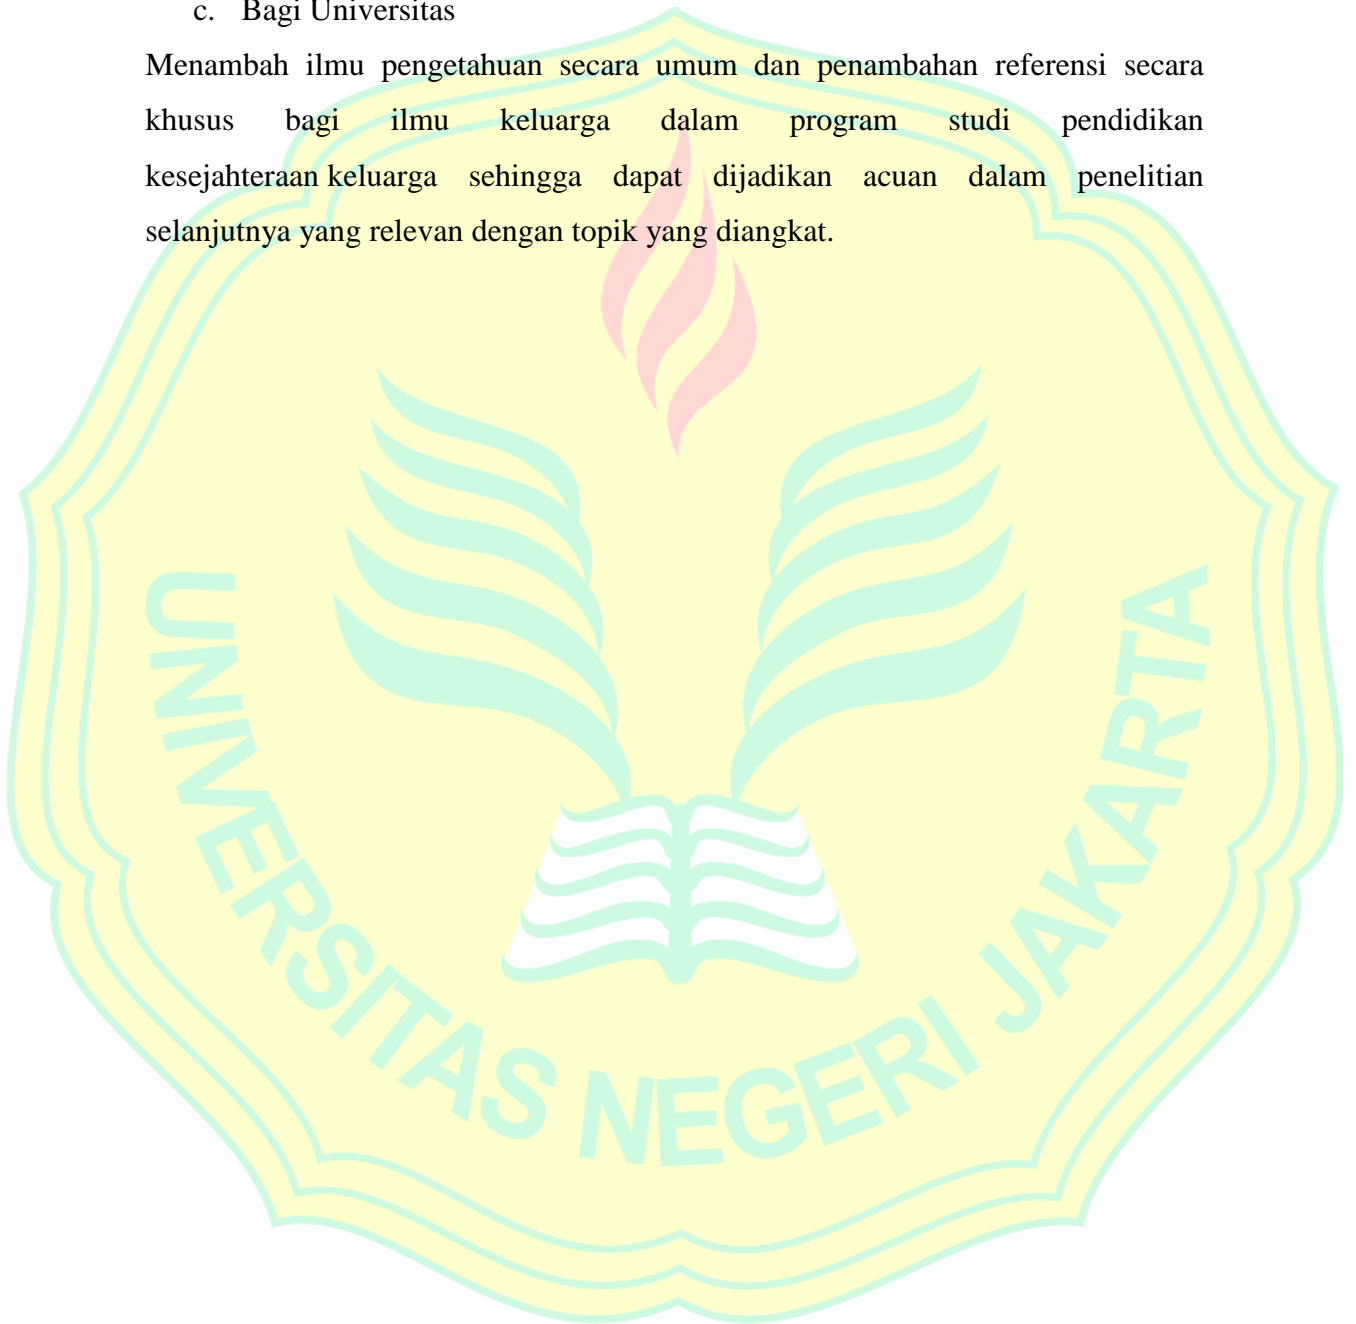 c. Bagi Universitas
Menambah ilmu pengetahuan secara umum dan penambahan referensi secara
khusus bagi ilmu keluarga dalam program studi pendidikan
kesejahteraan keluarga sehingga dapat dijadikan acuan dalam penelitian
selanjutnya yang relevan dengan topik yang diangkat.
UNIVERSITAS NEGERI JAKARTA